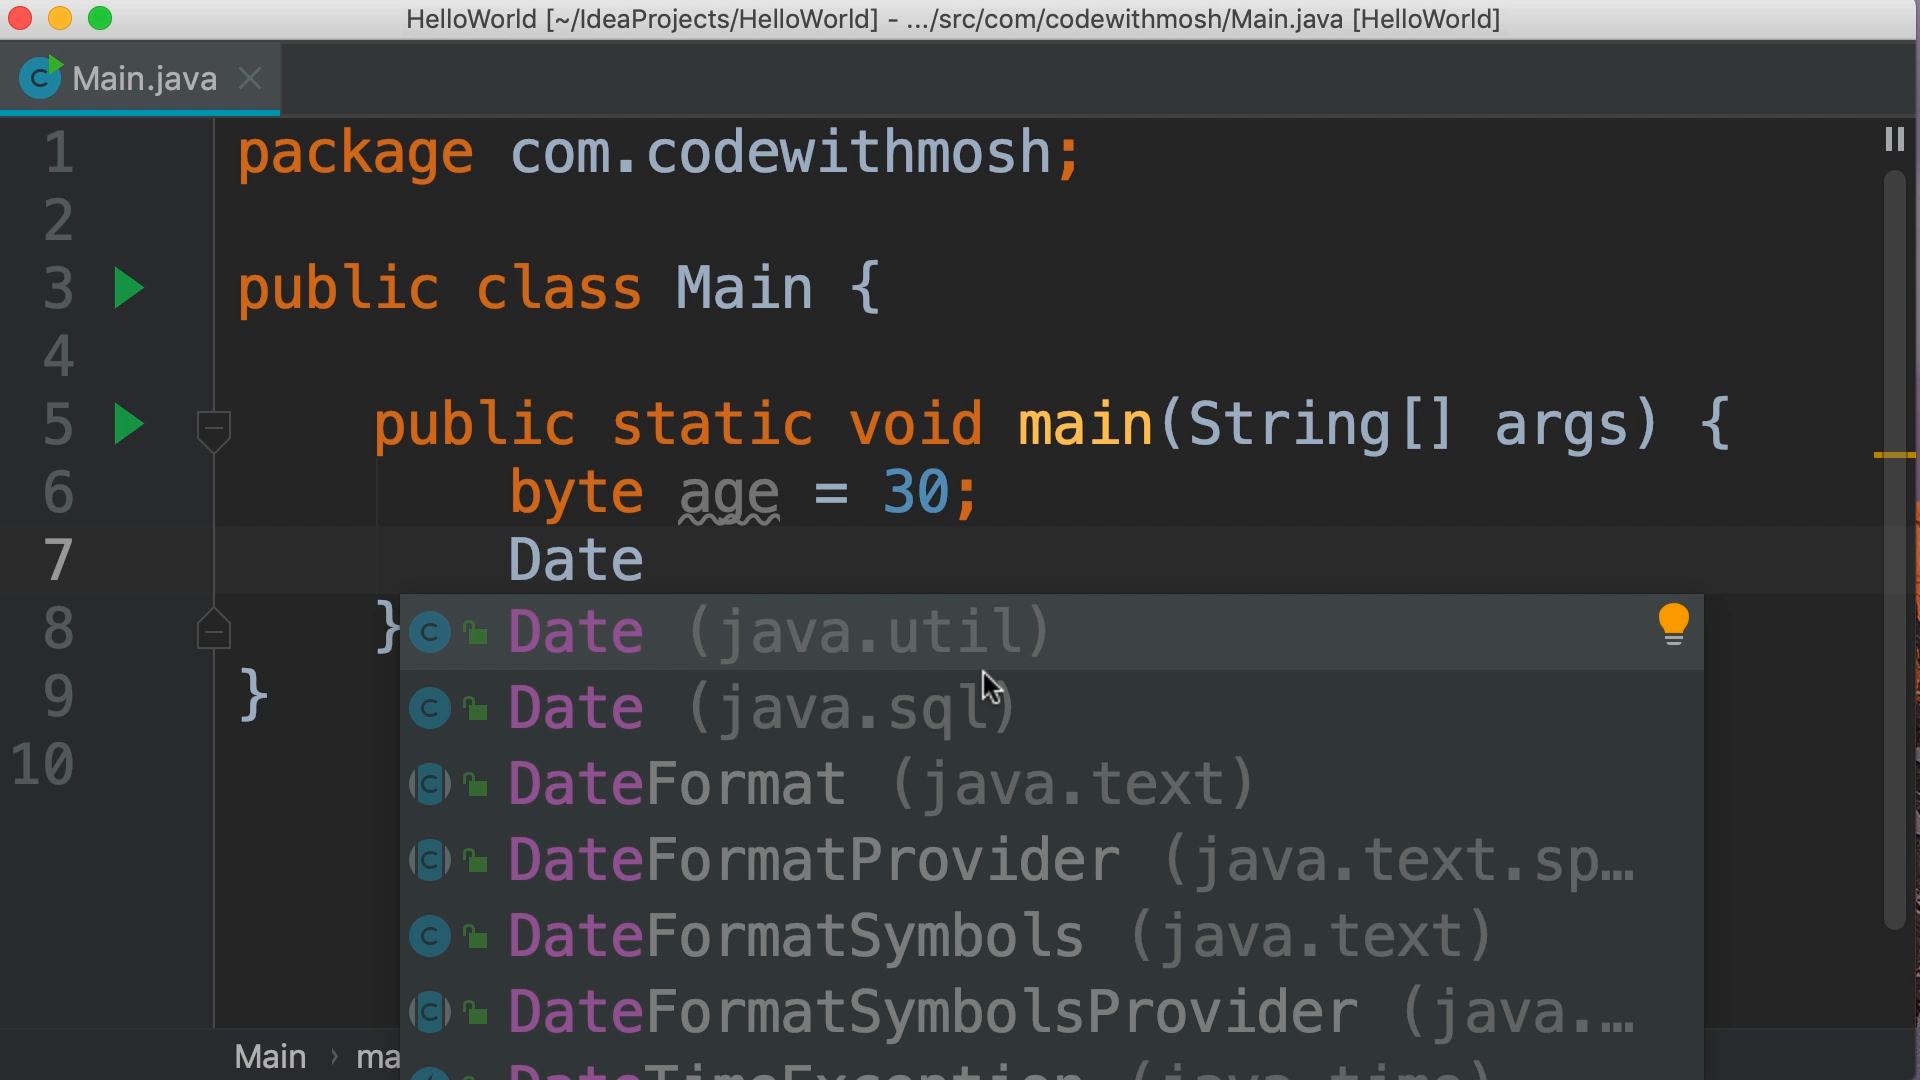 HelloWorld [~/IdeaProjects/HelloWorld] - .../src/com/codewithmosh/Main.java [HelloWorld]
Main.java
1 package com.codewithmosh;
2
3 public class Main {
4
5 public static void main(String[] args) {
6 byte age = 30;
7 Date
8 }
9 }
10
Date (java.util)
Date (java.sql)
DateFormat (java.text)
DateFormatProvider (java.text.sp...
DateFormatSymbols (java.text)
DateFormatSymbolsProvider (java....
DateTimeException (java.time)
Main › ma